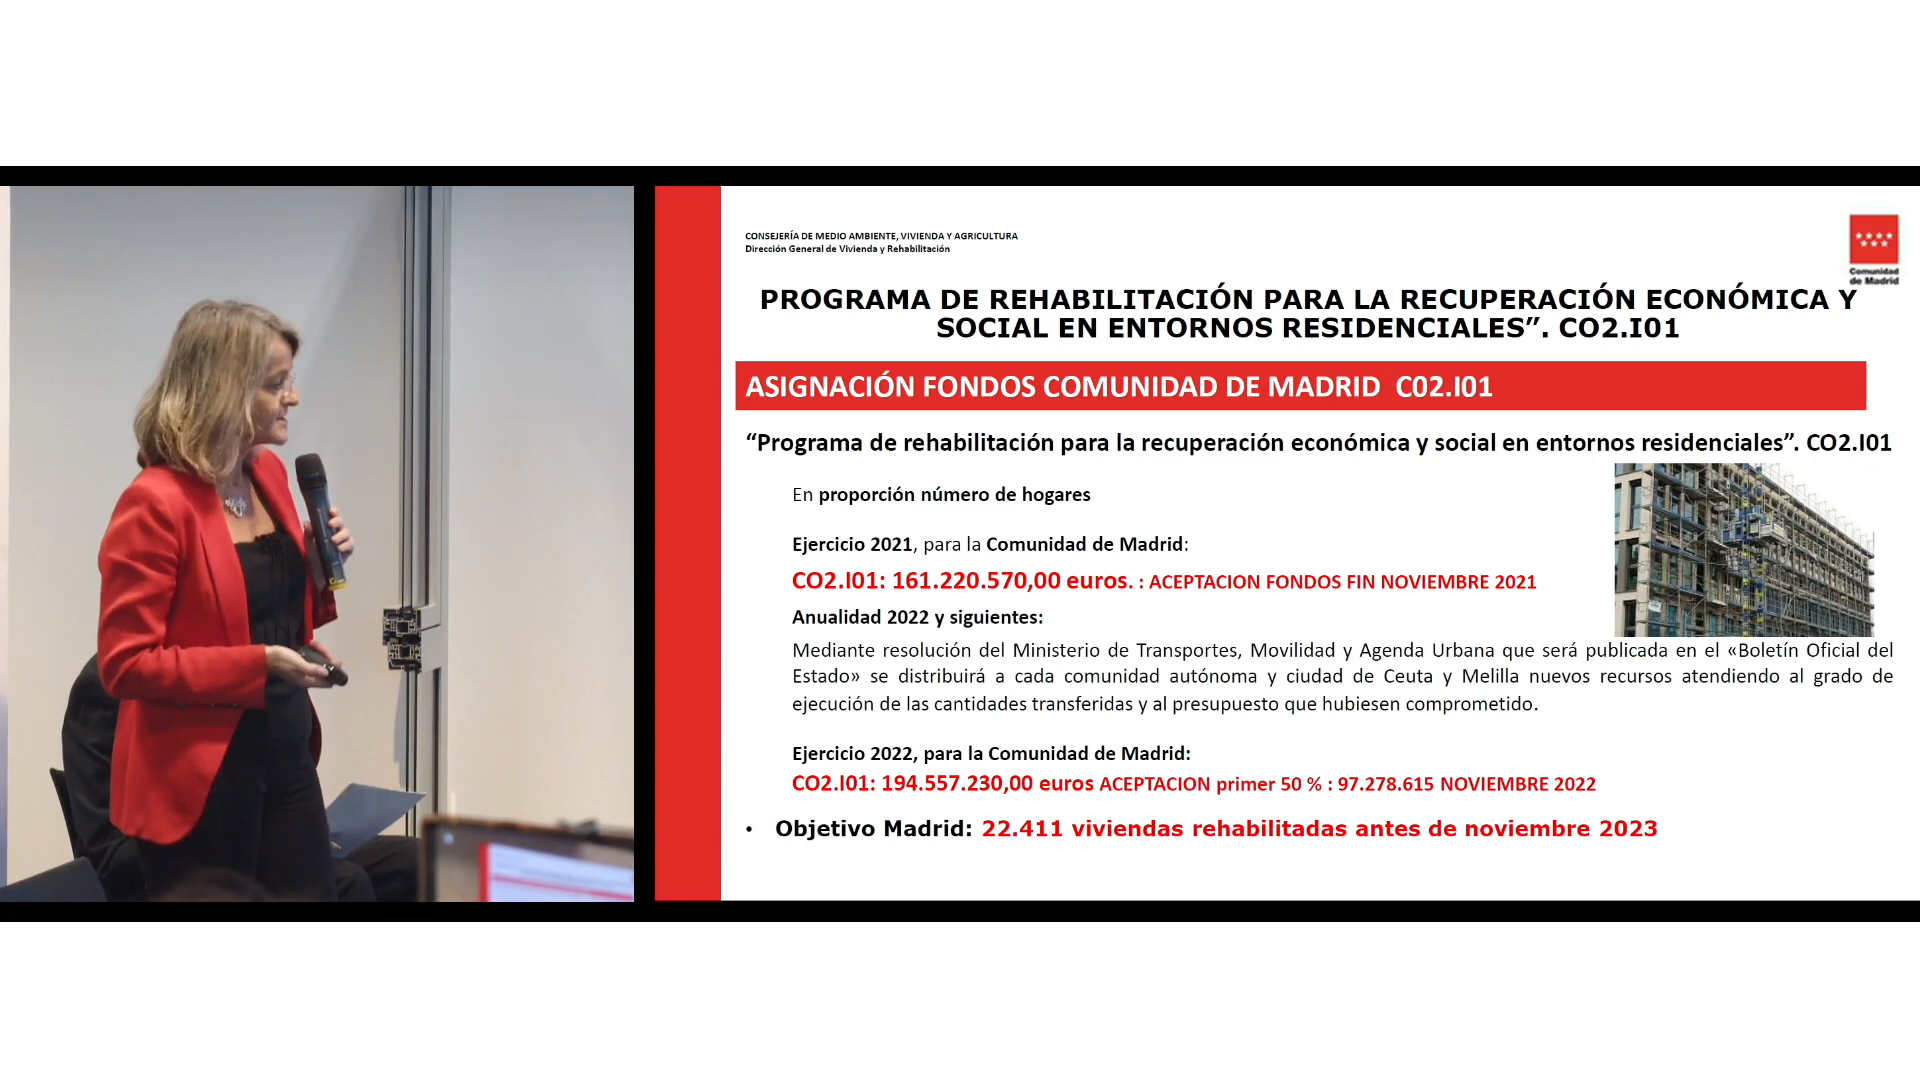 CONSEJERÍA DE MEDIO AMBIENTE, VIVIENDA Y AGRICULTURA
Dirección General de Vivienda y Rehabilitación
Comunidad
de Madrid
PROGRAMA DE REHABILITACIÓN PARA LA RECUPERACIÓN ECONÓMICA Y
SOCIAL EN ENTORNOS RESIDENCIALES”. CO2.I01
ASIGNACIÓN FONDOS COMUNIDAD DE MADRID C02.I01
“Programa de rehabilitación para la recuperación económica y social en entornos residenciales”. CO2.I01
En proporción número de hogares
Ejercicio 2021, para la Comunidad de Madrid:
CO2.I01: 161.220.570,00 euros. : ACEPTACION FONDOS FIN NOVIEMBRE 2021
Anualidad 2022 y siguientes:
Mediante resolución del Ministerio de Transportes, Movilidad y Agenda Urbana que será publicada en el «Boletín Oficial del
Estado» se distribuirá a cada comunidad autónoma y ciudad de Ceuta y Melilla nuevos recursos atendiendo al grado de
ejecución de las cantidades transferidas y al presupuesto que hubiesen comprometido.
Ejercicio 2022, para la Comunidad de Madrid:
CO2.I01: 194.557.230,00 euros ACEPTACION primer 50 % : 97.278.615 NOVIEMBRE 2022
• Objetivo Madrid: 22.411 viviendas rehabilitadas antes de noviembre 2023